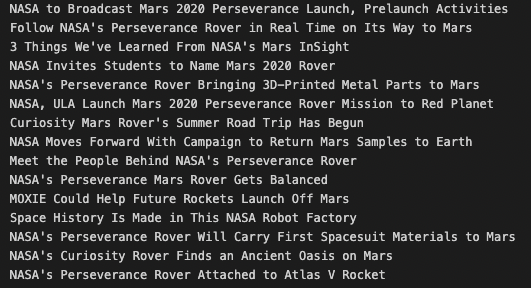 NASA to Broadcast Mars 2020 Perseverance Launch, Prelaunch Activities
Follow NASA's Perseverance Rover in Real Time on Its Way to Mars
3 Things We've Learned From NASA's Mars InSight
NASA Invites Students to Name Mars 2020 Rover
NASA's Perseverance Rover Bringing 3D-Printed Metal Parts to Mars
NASA, ULA Launch Mars 2020 Perseverance Rover Mission to Red Planet
Curiosity Mars Rover's Summer Road Trip Has Begun
NASA Moves Forward With Campaign to Return Mars Samples to Earth
Meet the People Behind NASA's Perseverance Rover
NASA's Perseverance Mars Rover Gets Balanced
MOXIE Could Help Future Rockets Launch Off Mars
Space History Is Made in This NASA Robot Factory
NASA's Perseverance Rover Will Carry First Spacesuit Materials to Mars
NASA's Curiosity Rover Finds an Ancient Oasis on Mars
NASA's Perseverance Rover Attached to Atlas V Rocket